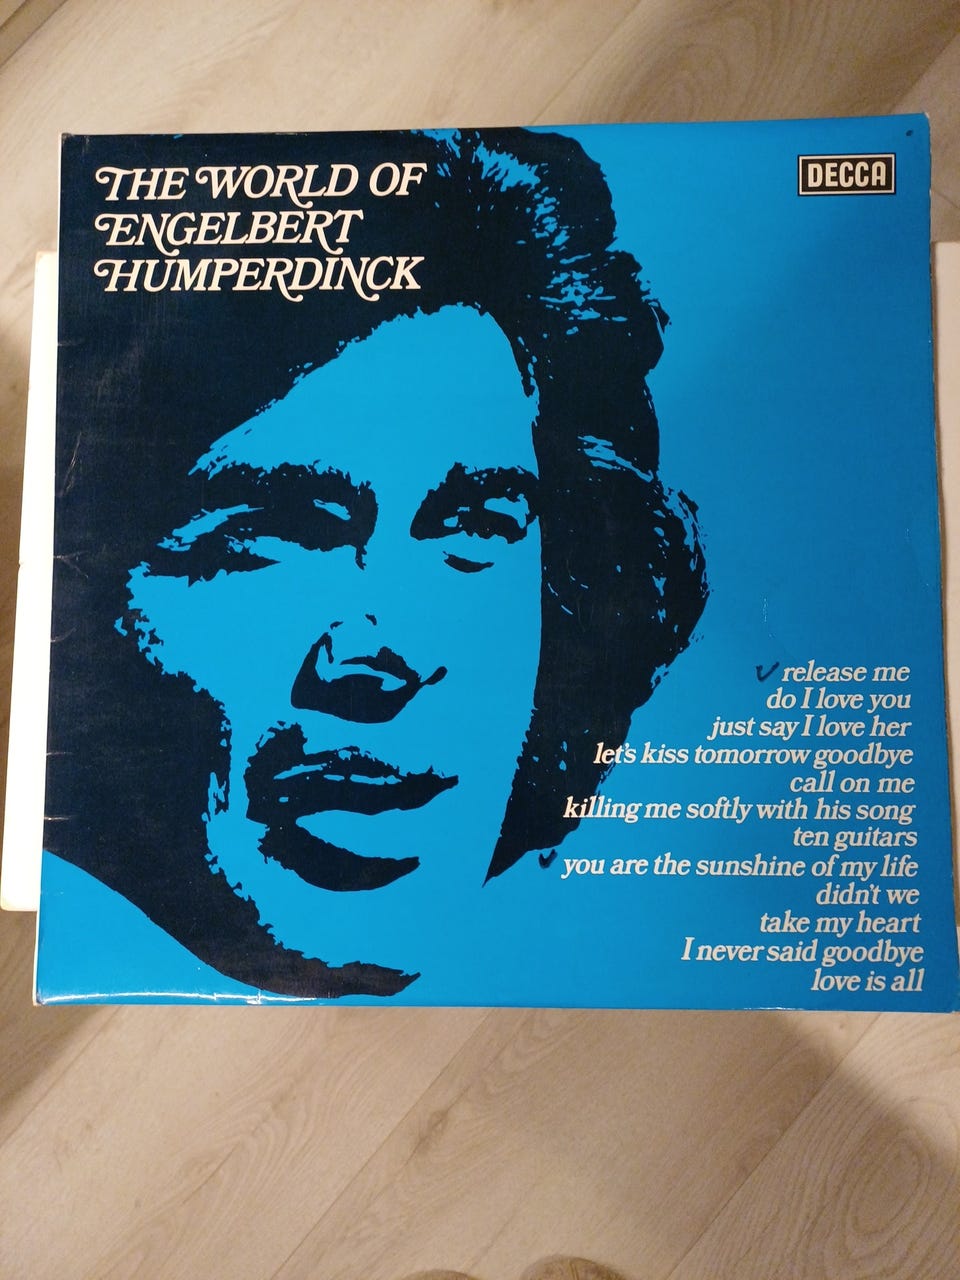 THE WORLD OF
ENGELBERT
HUMPERDINCK
DECCA
release me
do I love you
just say I love her
let's kiss tomorrow goodbye
call on me
killing me softly with his song
ten guitars
you are the sunshine of my life
didn't we
take my heart
I never said goodbye
love is all